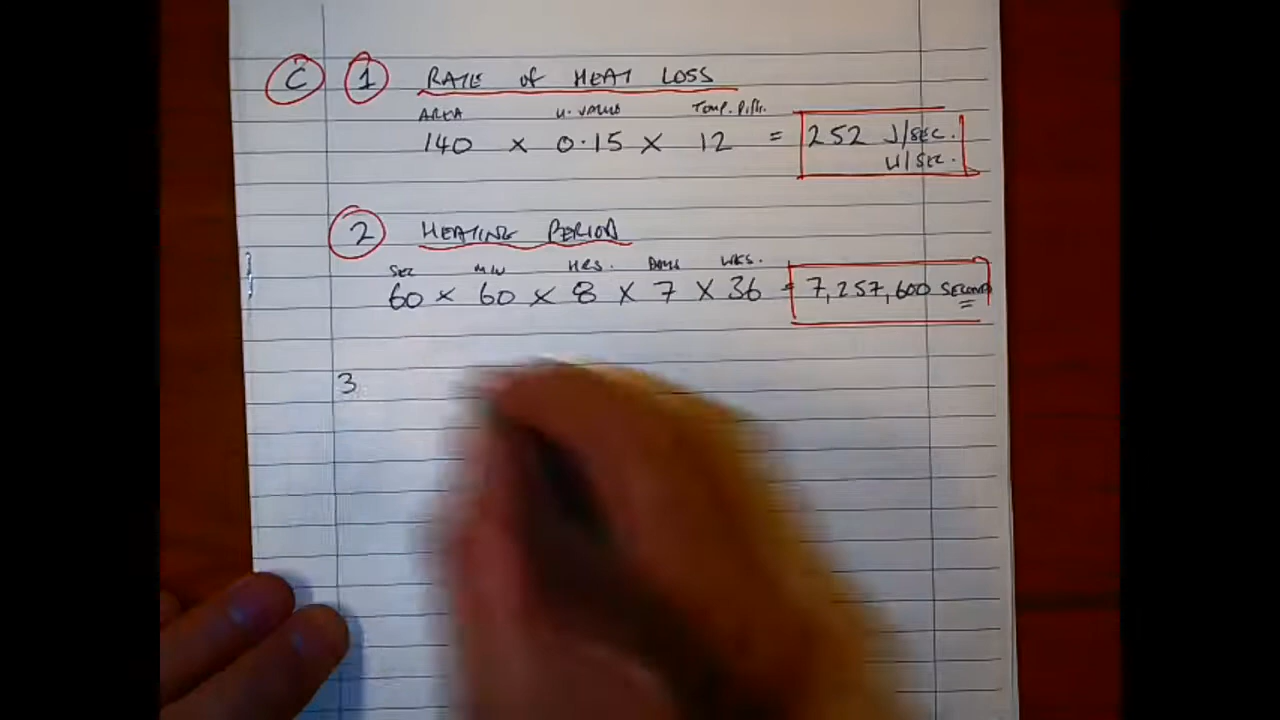 C 1 RATE OF HEAT LOSS
AREA U.VALUE TEMP. Diff.
140 × 0.15 × 12 = 252 J/SEC.
W/SEC.
2 HEATING PERIOD
SEC MIN HRS. DAYS WKS.
60 × 60 × 8 × 7 × 36 = 7,257,600 SECOND
3